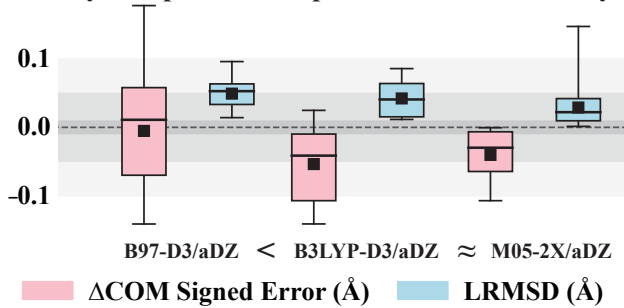 0.1
0.0
-0.1
B97-D3/aDZ < B3LYP-D3/aDZ ≈ M05-2X/aDZ
ΔCOM Signed Error (Å) LRMSD (Å)